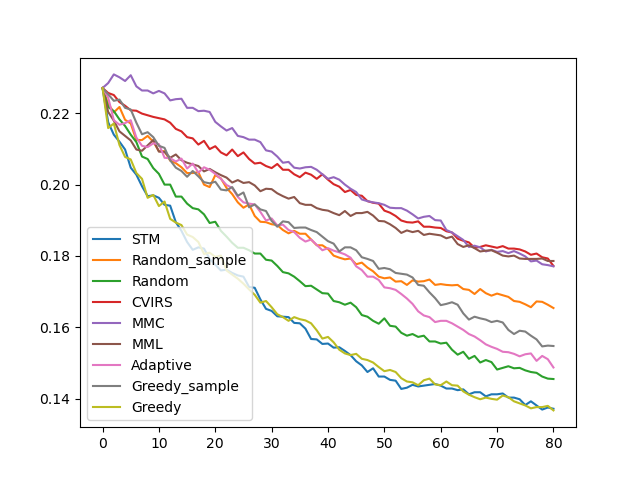 0.22
0.20
0.18
0.16
0.14
STM
Random_sample
Random
CVIRS
MMC
MML
Adaptive
Greedy_sample
Greedy
0 10 20 30 40 50 60 70 80